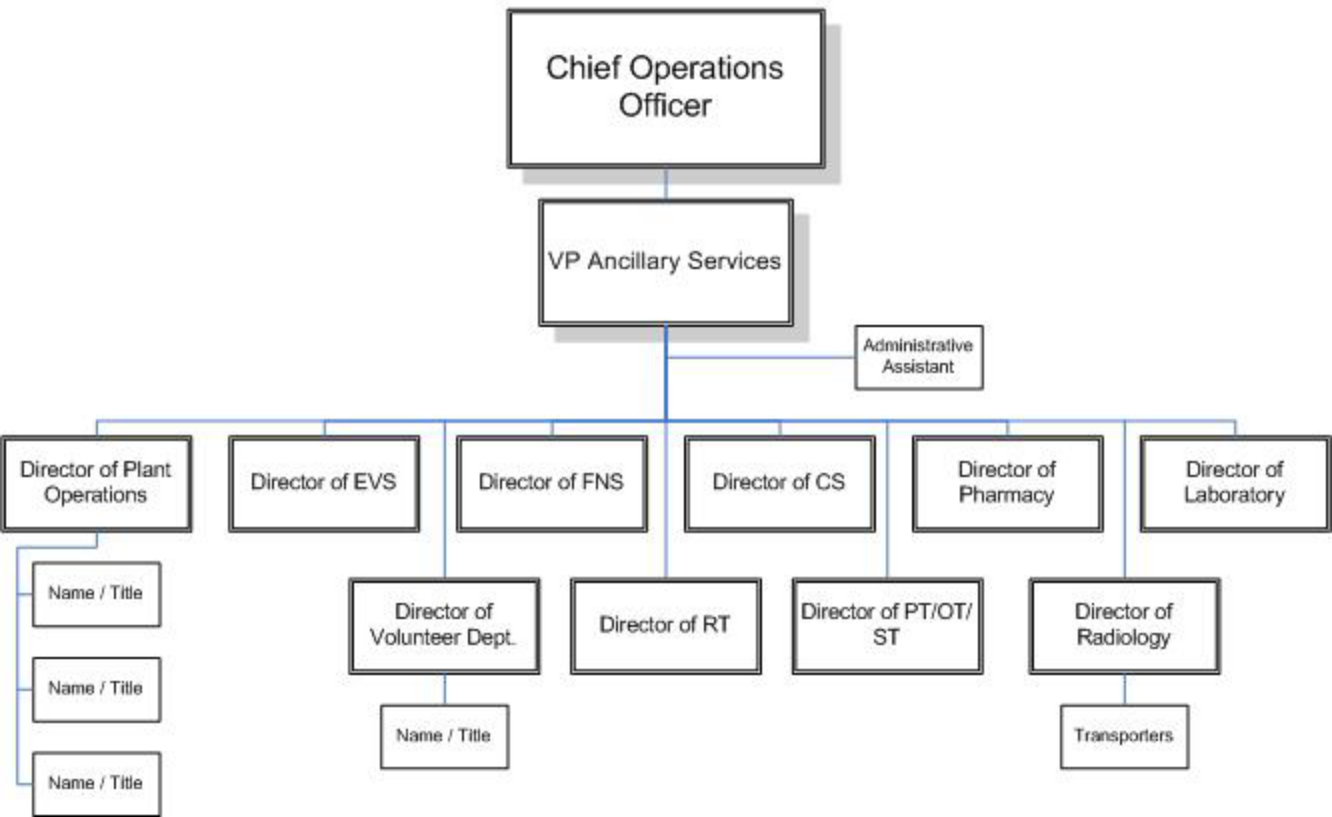 Chief Operations
Officer
VP Ancillary Services
Administrative
Assistant
Director of Plant
Operations
Director of EVS
Director of FNS
Director of CS
Director of
Pharmacy
Director of
Laboratory
Name / Title
Director of
Volunteer Dept.
Director of RT
Director of PT/OT/
ST
Director of
Radiology
Name / Title
Name / Title
Transporters
Name / Title